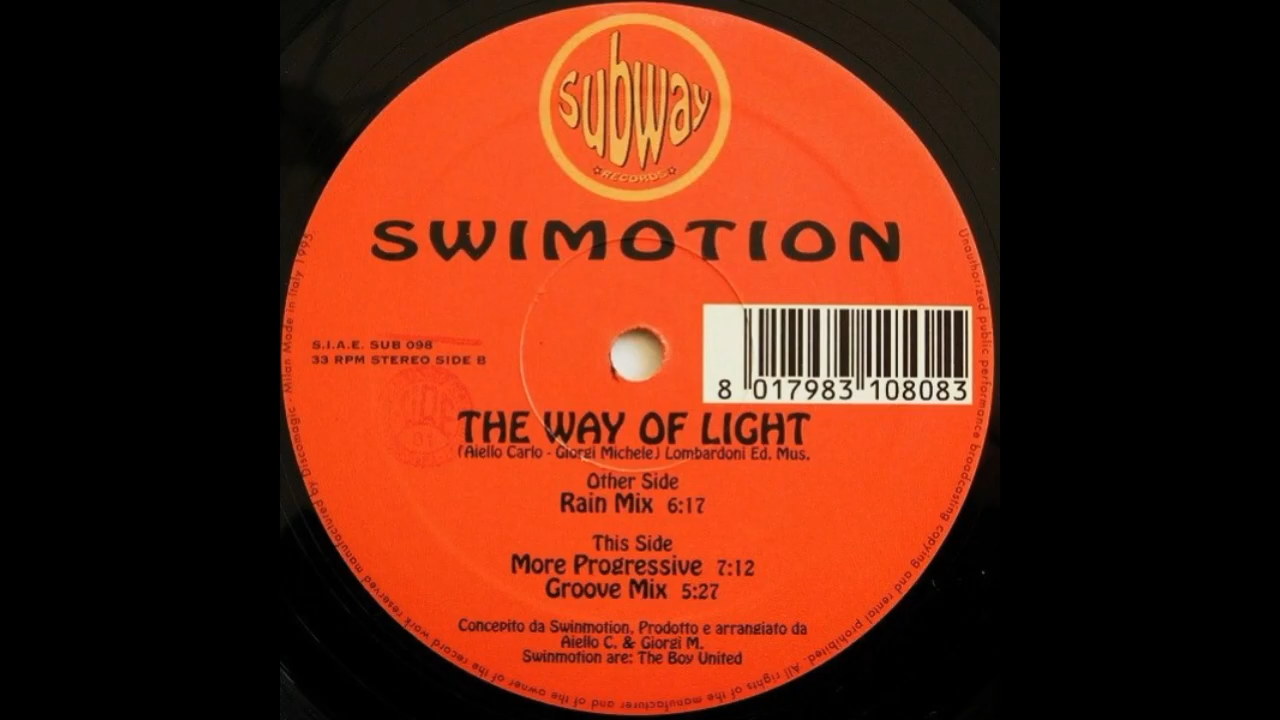 subway
RECORDS
SWIMOTION
S.I.A.E. SUB 098
33 RPM STEREO SIDE B
8 017983 108083
THE WAY OF LIGHT
(Aiello Carlo - Giorgi Michele) Lombardoni Ed. Mus.
Other Side
Rain Mix 6:17
This Side
More Progressive 7:12
Groove Mix 5:27
Concepito da Swinmotion, Prodotto e arrangiato da
Aiello C. & Giorgi M.
Swinmotion are: The Boy United
Unauthorized public performance broadcasting copying and rental prohibited. All rights of the manufacturer and of the owner of the record work reserved manufactured by Discomagic - Milan Made in Italy 1995